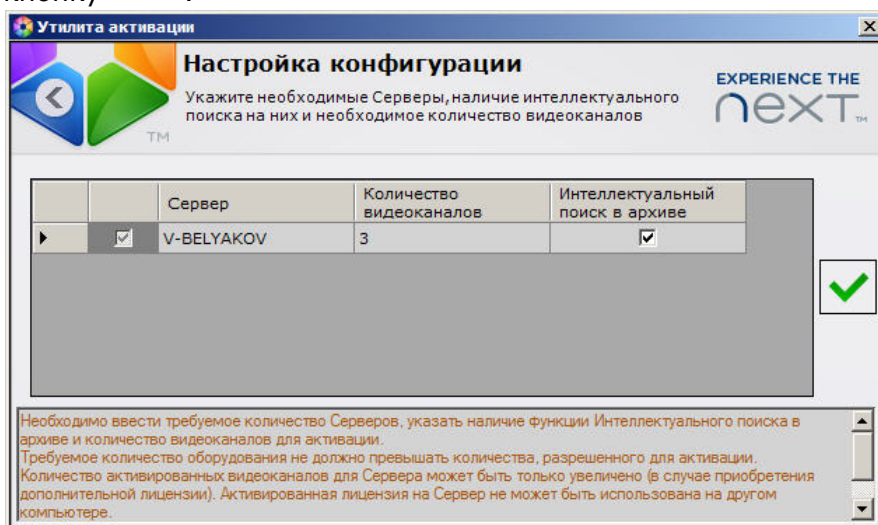 Утилита активации
Настройка конфигурации
Укажите необходимые Серверы, наличие интеллектуального
поиска на них и необходимое количество видеоканалов
EXPERIENCE THE
next™
TM
Сервер
Количество
видеоканалов
Интеллектуальный
поиск в архиве
V-BELYAKOV
3
Необходимо ввести требуемое количество Серверов, указать наличие функции Интеллектуального поиска в
архиве и количество видеоканалов для активации.
Требуемое количество оборудования не должно превышать количества, разрешенного для активации.
Количество активированных видеоканалов для Сервера может быть только увеличено (в случае приобретения
дополнительной лицензии). Активированная лицензия на Сервер не может быть использована на другом
компьютере.